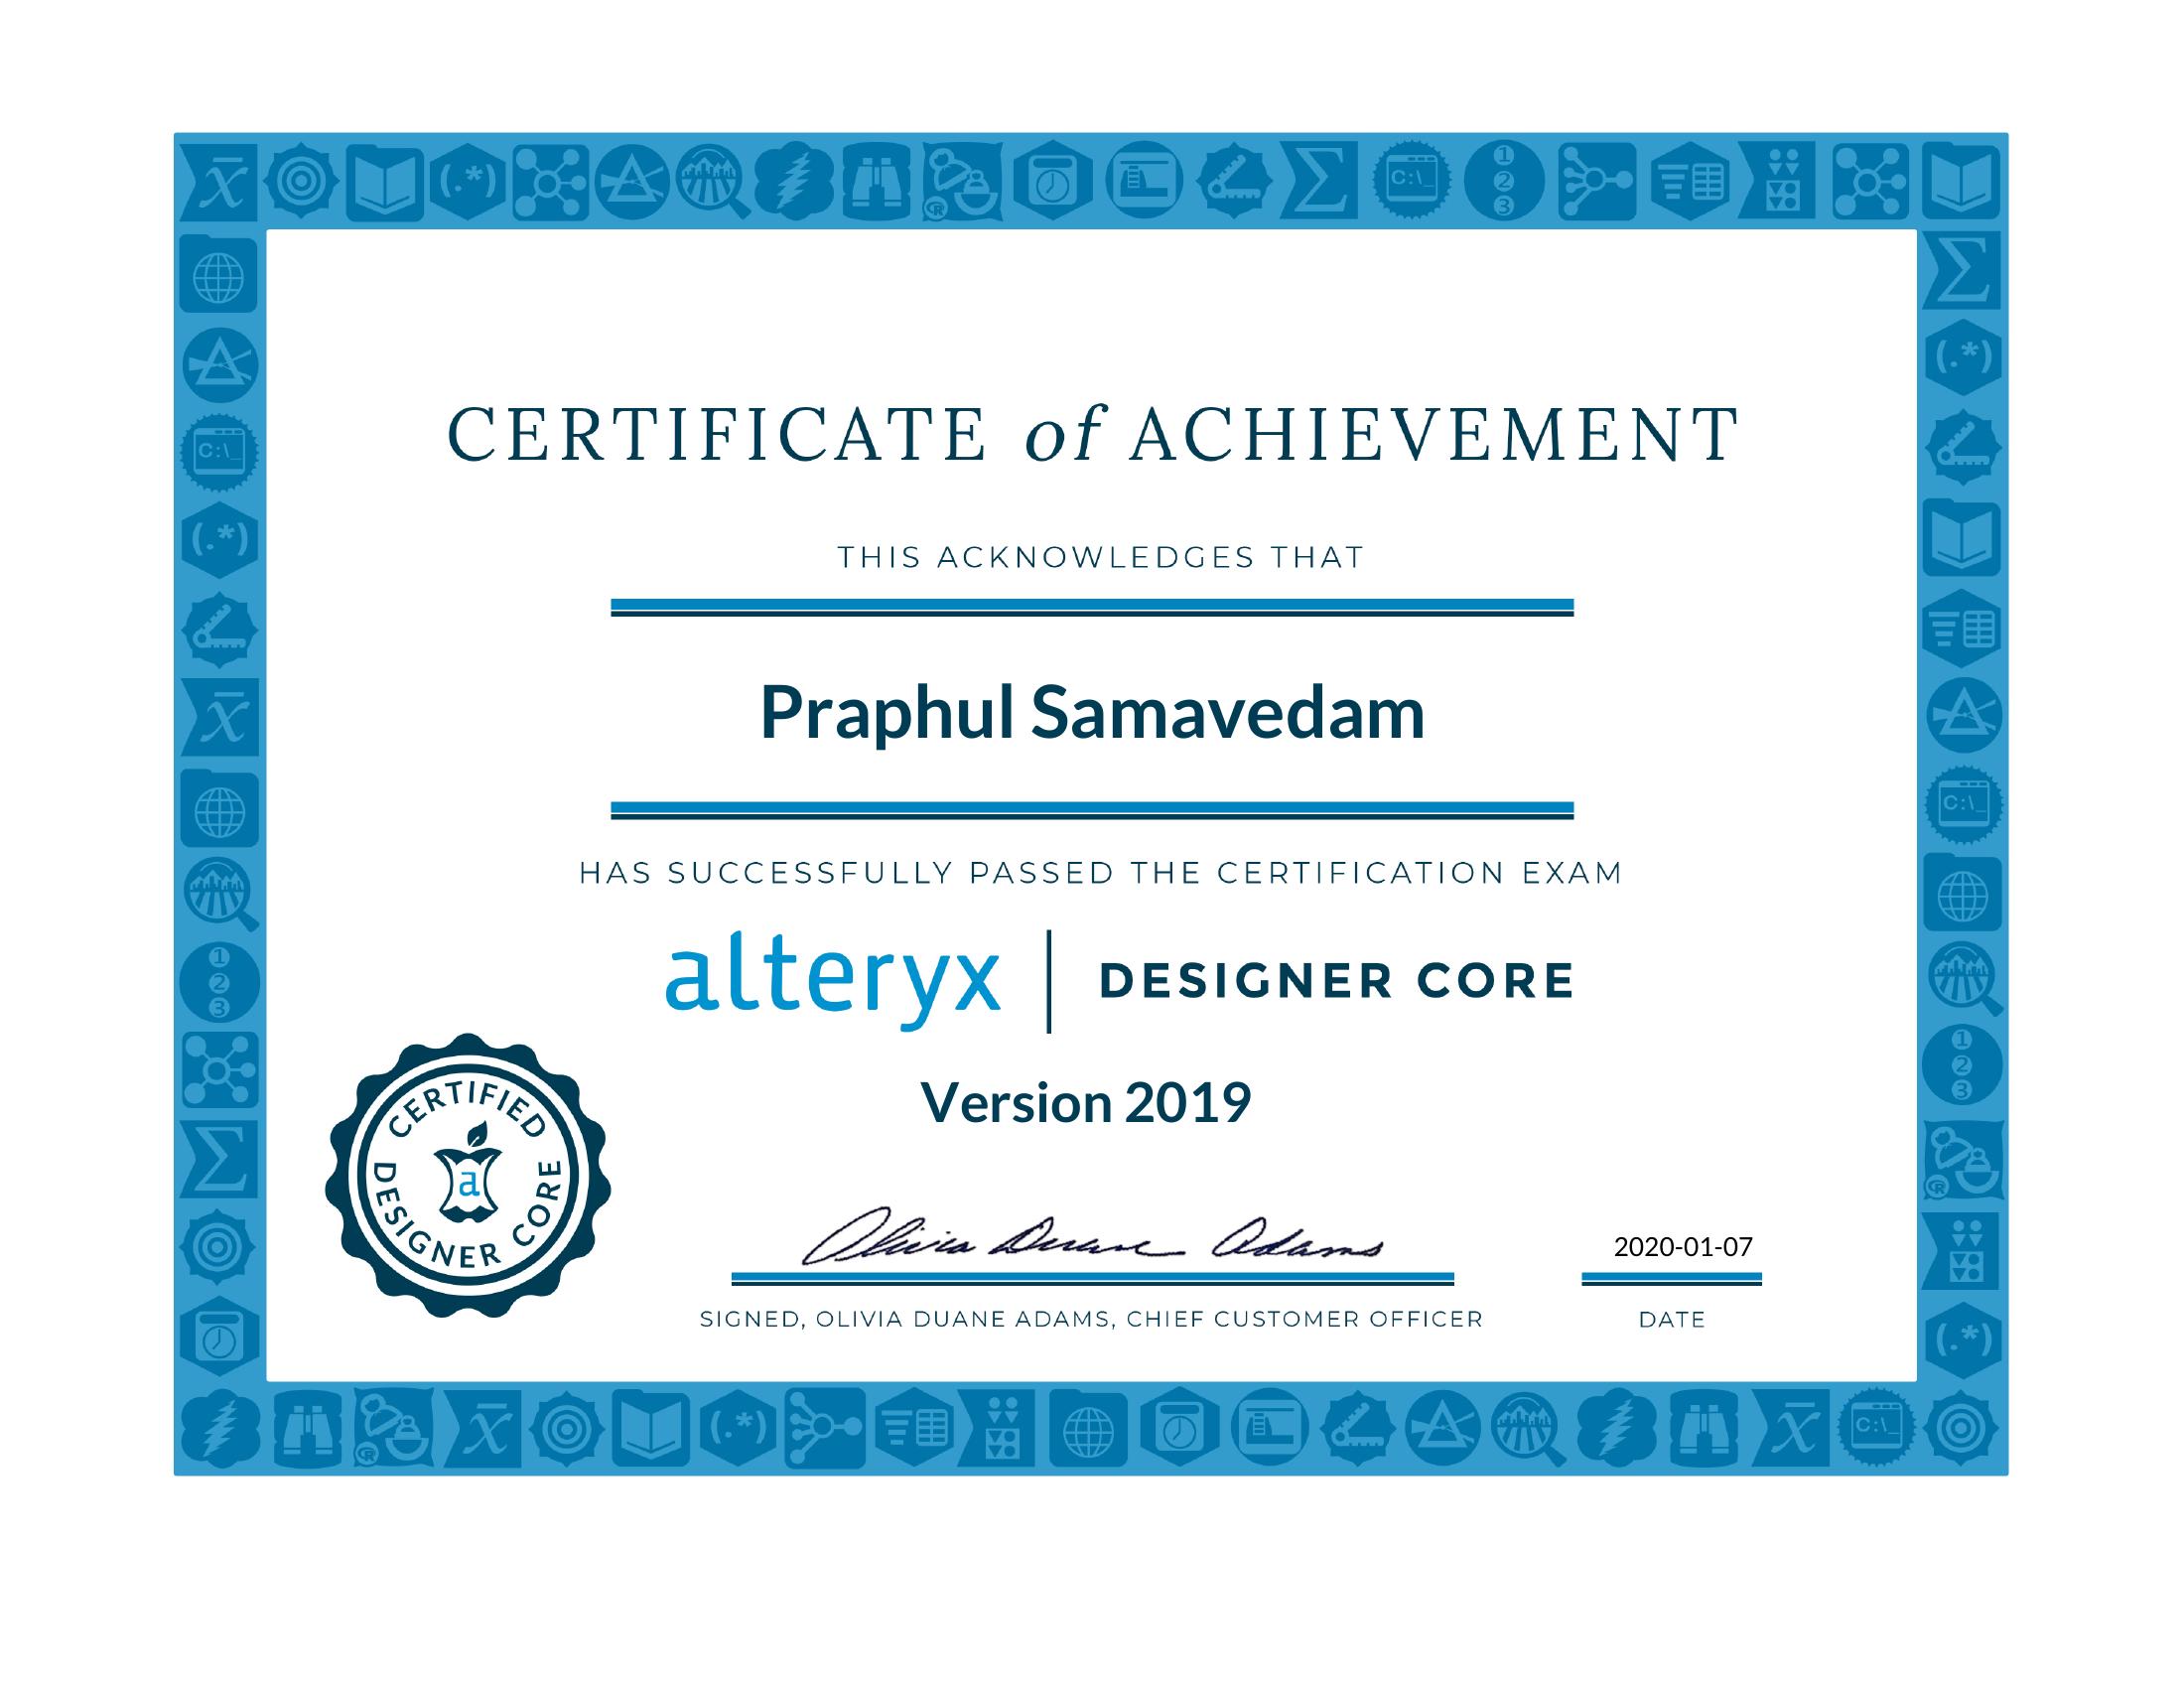 CERTIFICATE of ACHIEVEMENT
THIS ACKNOWLEDGES THAT
Praphul Samavedam
HAS SUCCESSFULLY PASSED THE CERTIFICATION EXAM
alteryx | DESIGNER CORE
Version 2019
CERTIFIED
DESIGNER CORE
a
Olivia Duane Adams
2020-01-07
SIGNED, OLIVIA DUANE ADAMS, CHIEF CUSTOMER OFFICER
DATE